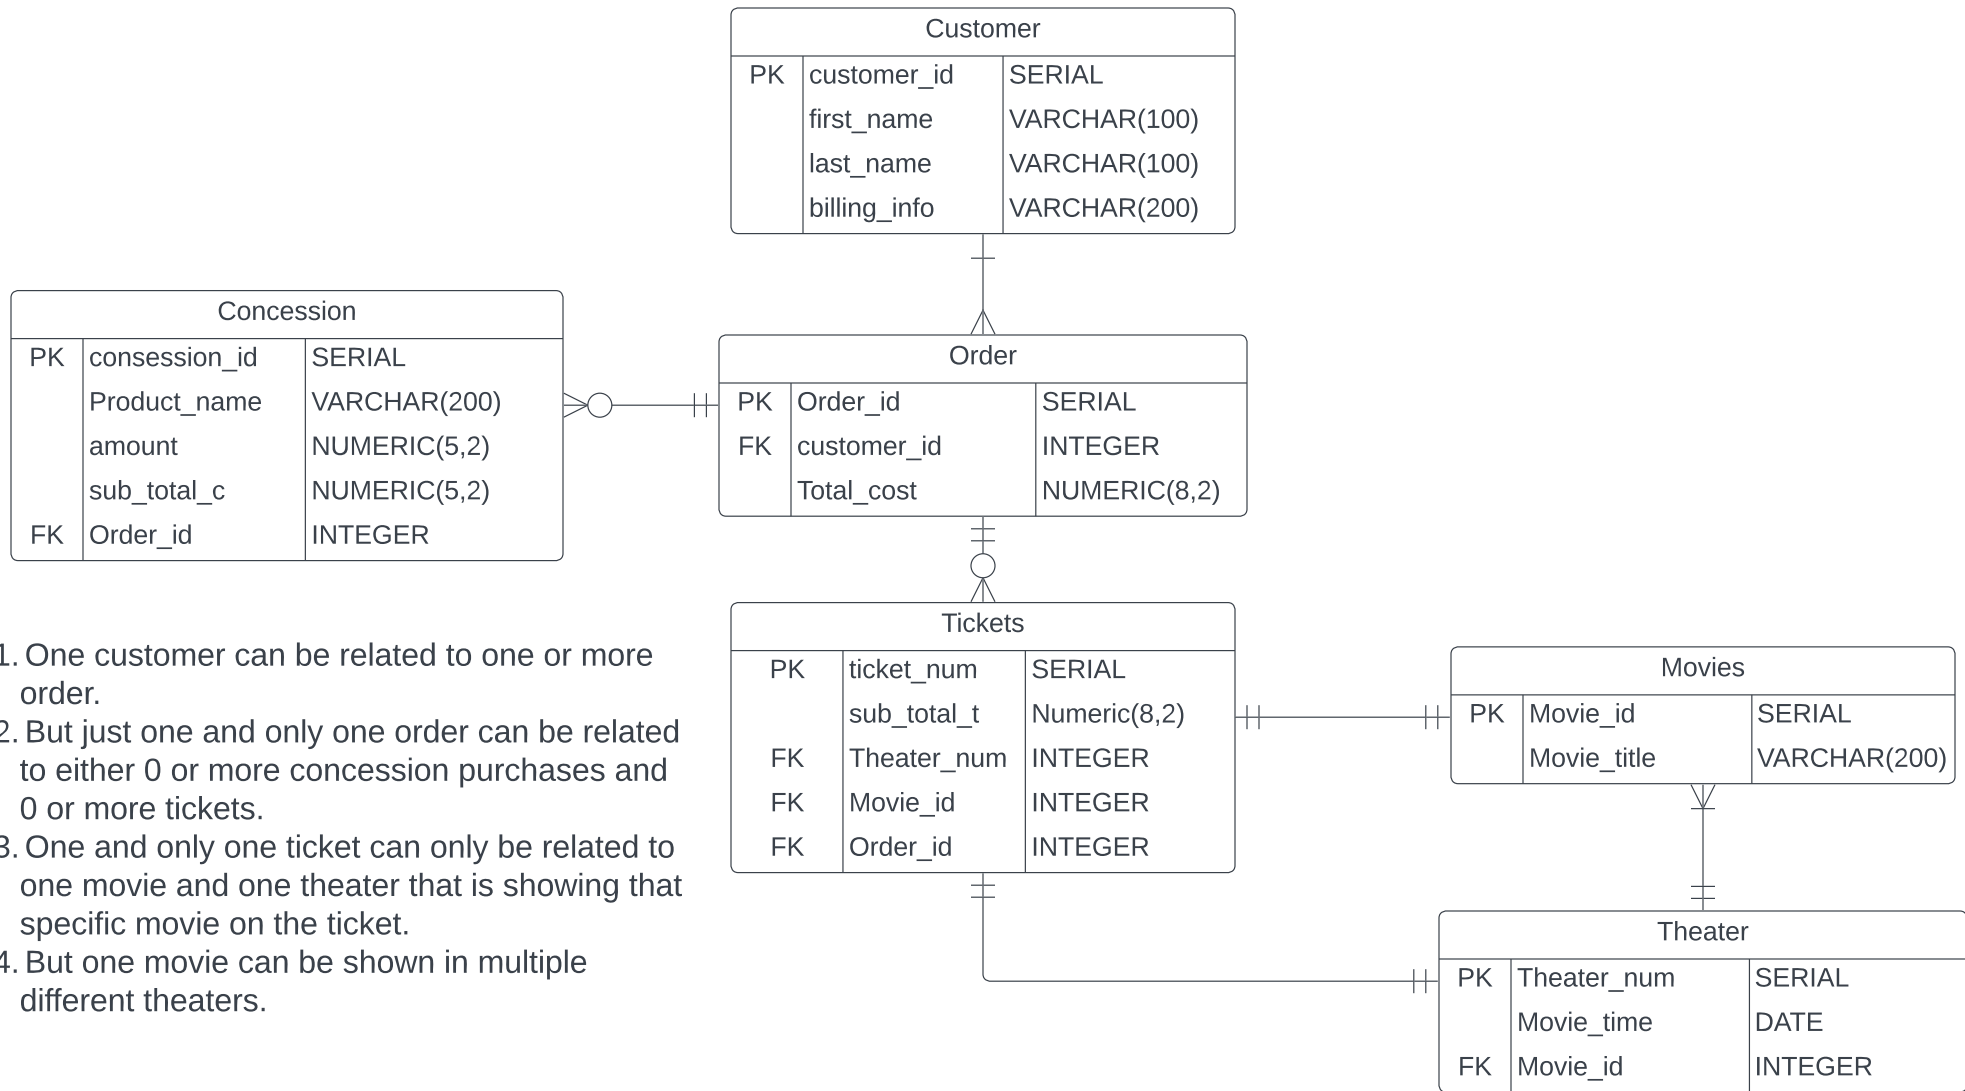 Customer
PK customer_id SERIAL
first_name VARCHAR(100)
last_name VARCHAR(100)
billing_info VARCHAR(200)
Concession
PK consession_id SERIAL
Product_name VARCHAR(200)
amount NUMERIC(5,2)
sub_total_c NUMERIC(5,2)
FK Order_id INTEGER
Order
PK Order_id SERIAL
FK customer_id INTEGER
Total_cost NUMERIC(8,2)
Tickets
PK ticket_num SERIAL
sub_total_t Numeric(8,2)
FK Theater_num INTEGER
FK Movie_id INTEGER
FK Order_id INTEGER
Movies
PK Movie_id SERIAL
Movie_title VARCHAR(200)
Theater
PK Theater_num SERIAL
Movie_time DATE
FK Movie_id INTEGER
1. One customer can be related to one or more
order.
2. But just one and only one order can be related
to either 0 or more concession purchases and
0 or more tickets.
3. One and only one ticket can only be related to
one movie and one theater that is showing that
specific movie on the ticket.
4. But one movie can be shown in multiple
different theaters.